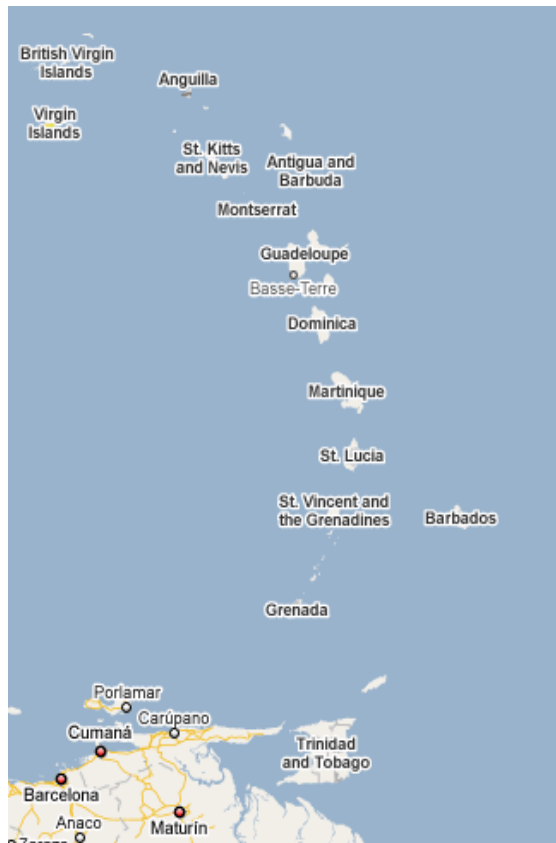 British Virgin
Islands
Anguilla
Virgin
Islands
St. Kitts
and Nevis
Antigua and
Barbuda
Montserrat
Guadeloupe
Basse-Terre
Dominica
Martinique
St. Lucia
St. Vincent and
the Grenadines
Barbados
Grenada
Porlamar
Carúpano
Cumaná
Trinidad
and Tobago
Barcelona
Maturín
Anaco